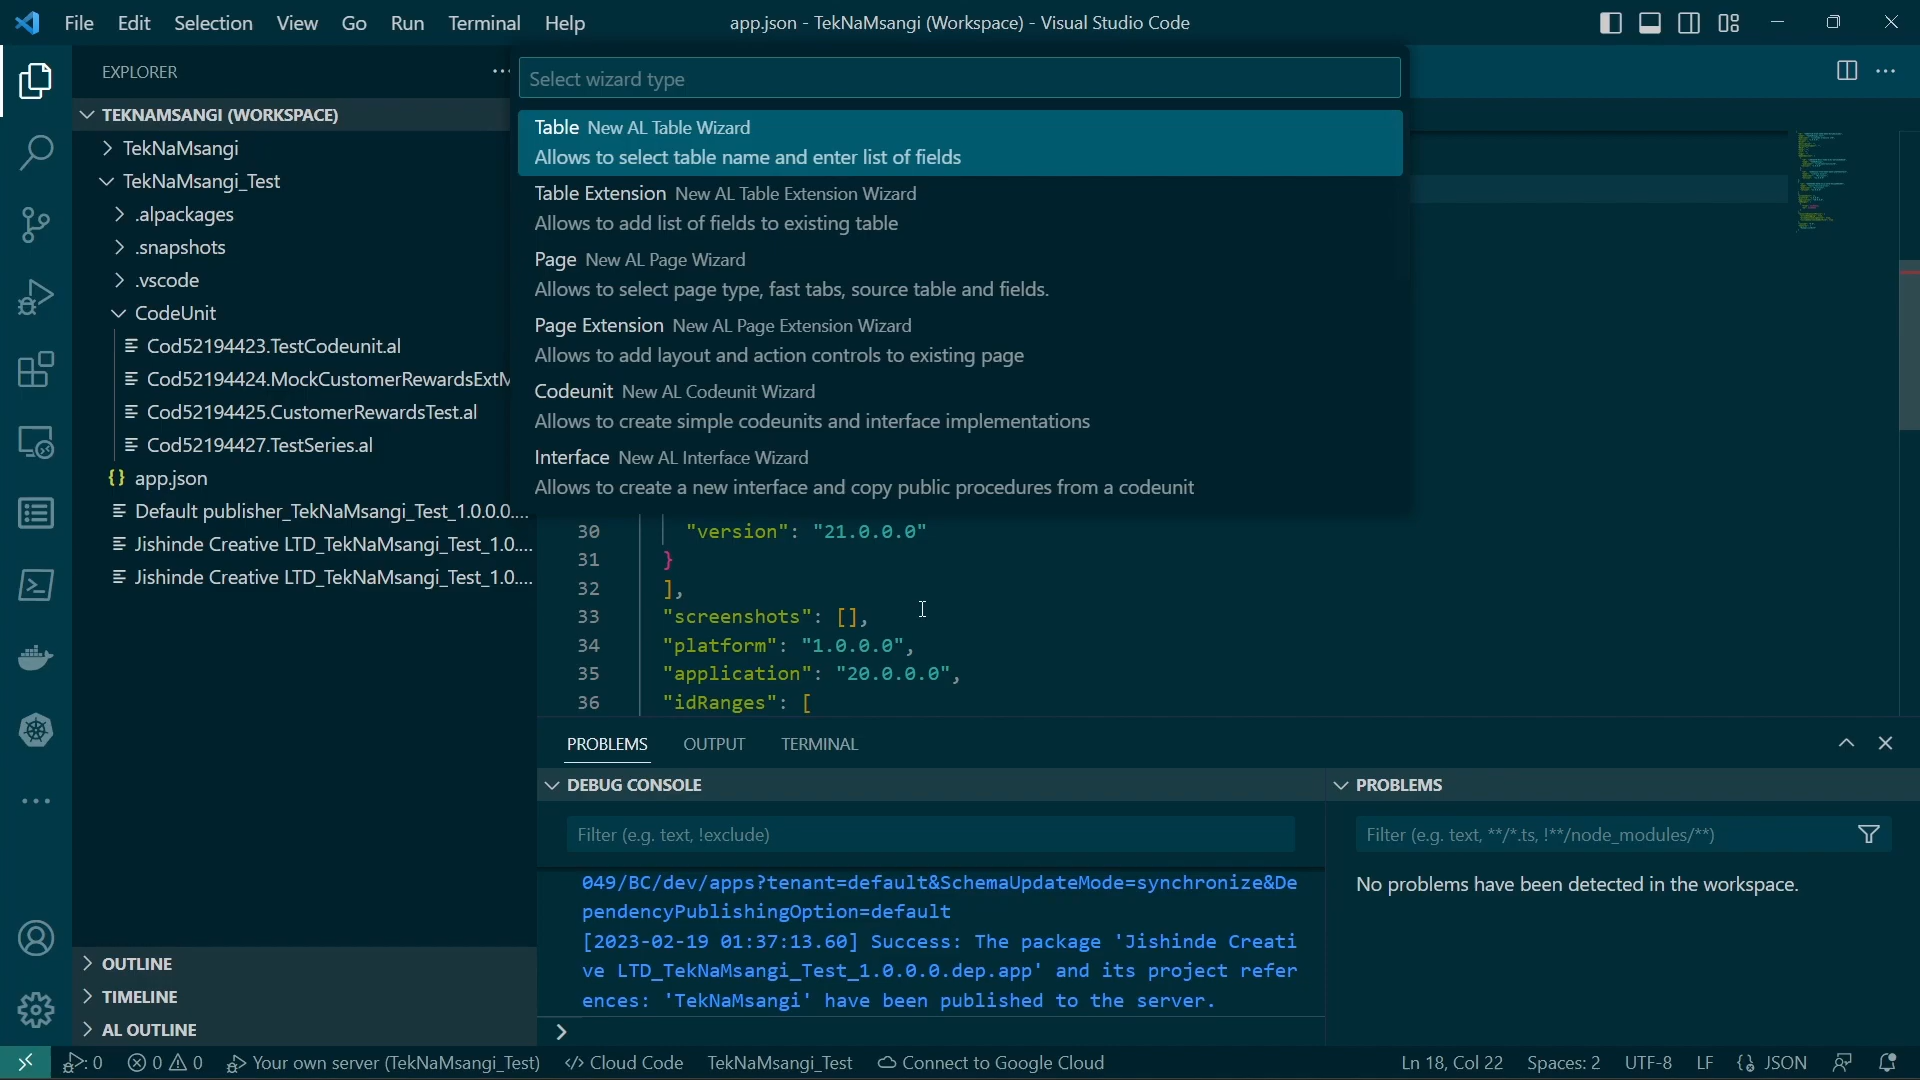 File Edit Selection View Go Run Terminal Help
app.json - TekNaMsangi (Workspace) - Visual Studio Code
EXPLORER
TEKNAMSANGI (WORKSPACE)
TekNaMsangi
TekNaMsangi_Test
.alpackages
.snapshots
.vscode
CodeUnit
Cod52194423.TestCodeunit.al
Cod52194424.MockCustomerRewardsExtM
Cod52194425.CustomerRewardsTest.al
Cod52194427.TestSeries.al
{} app.json
Default publisher_TekNaMsangi_Test_1.0.0.0....
Jishinde Creative LTD_TekNaMsangi_Test_1.0....
Jishinde Creative LTD_TekNaMsangi_Test_1.0....
OUTLINE
TIMELINE
AL OUTLINE
Select wizard type
Table New AL Table Wizard
Allows to select table name and enter list of fields
Table Extension New AL Table Extension Wizard
Allows to add list of fields to existing table
Page New AL Page Wizard
Allows to select page type, fast tabs, source table and fields.
Page Extension New AL Page Extension Wizard
Allows to add layout and action controls to existing page
Codeunit New AL Codeunit Wizard
Allows to create simple codeunits and interface implementations
Interface New AL Interface Wizard
Allows to create a new interface and copy public procedures from a codeunit
30 "version": "21.0.0.0"
31 }
32 ],
33 "screenshots": [],
34 "platform": "1.0.0.0",
35 "application": "20.0.0.0",
36 "idRanges": [
PROBLEMS OUTPUT TERMINAL
DEBUG CONSOLE
Filter (e.g. text, !exclude)
049/BC/dev/apps?tenant=default&SchemaUpdateMode=synchronize&De
pendencyPublishingOption=default
[2023-02-19 01:37:13.60] Success: The package 'Jishinde Creati
ve LTD_TekNaMsangi_Test_1.0.0.0.dep.app' and its project refer
ences: 'TekNaMsangi' have been published to the server.
PROBLEMS
Filter (e.g. text, **/*.ts, !**/node_modules/**)
No problems have been detected in the workspace.
0 0 0 Your own server (TekNaMsangi_Test) </> Cloud Code TekNaMsangi_Test Connect to Google Cloud Ln 18, Col 22 Spaces: 2 UTF-8 LF {} JSON